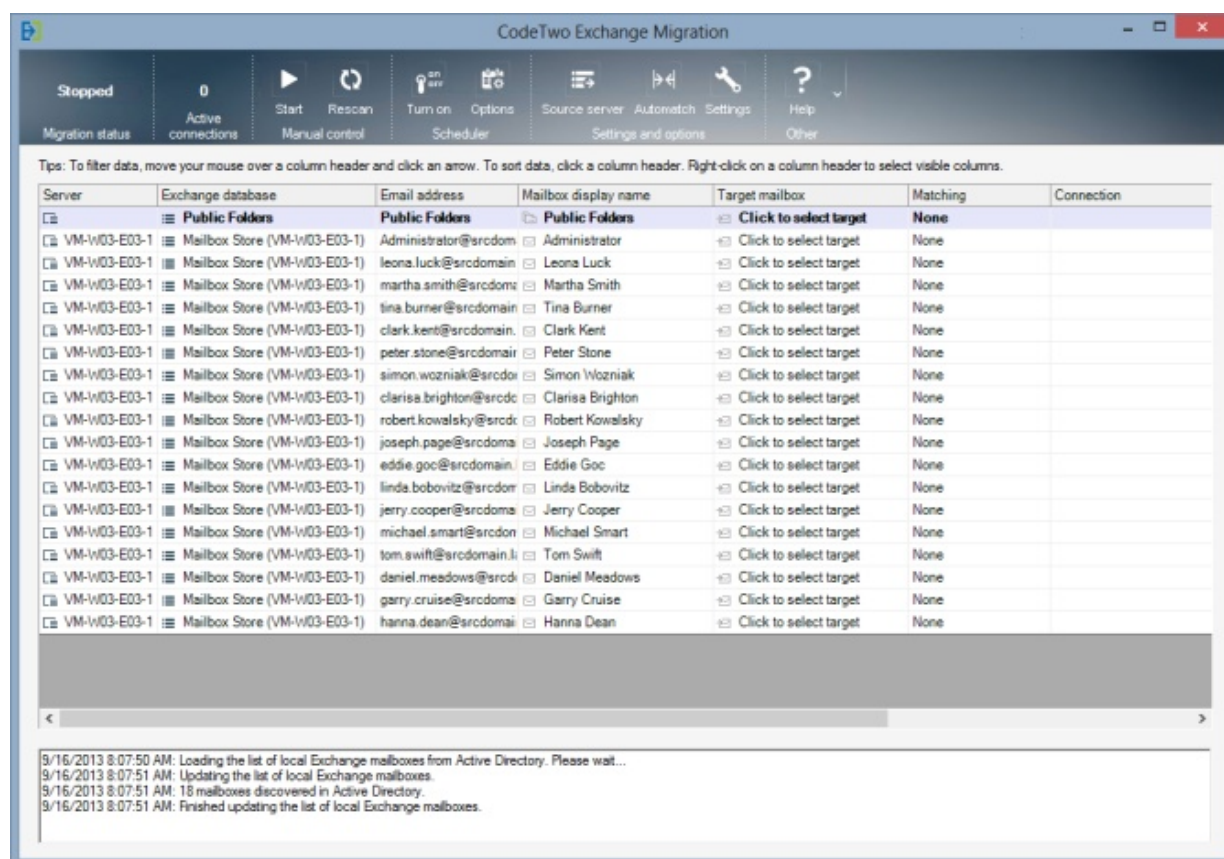 CodeTwo Exchange Migration
Stopped 0 Start Rescan Turn on Options Source server Automatch Settings Help
Migration status Active connections Manual control Scheduler Settings and options Other
Tips: To filter data, move your mouse over a column header and click an arrow. To sort data, click a column header. Right-click on a column header to select visible columns.
Server Exchange database Email address Mailbox display name Target mailbox Matching Connection
Public Folders Public Folders Public Folders Click to select target None
VM-W03-E03-1 Mailbox Store (VM-W03-E03-1) Administrator@srcdom Administrator Click to select target None
VM-W03-E03-1 Mailbox Store (VM-W03-E03-1) leona.luck@srcdomain Leona Luck Click to select target None
VM-W03-E03-1 Mailbox Store (VM-W03-E03-1) martha.smith@srcdoma Martha Smith Click to select target None
VM-W03-E03-1 Mailbox Store (VM-W03-E03-1) tina.burner@srcdomain Tina Burner Click to select target None
VM-W03-E03-1 Mailbox Store (VM-W03-E03-1) clark.kent@srcdomain. Clark Kent Click to select target None
VM-W03-E03-1 Mailbox Store (VM-W03-E03-1) peter.stone@srcdomair Peter Stone Click to select target None
VM-W03-E03-1 Mailbox Store (VM-W03-E03-1) simon.wozniak@srcdo Simon Wozniak Click to select target None
VM-W03-E03-1 Mailbox Store (VM-W03-E03-1) clarisa.brighton@srcdc Clarisa Brighton Click to select target None
VM-W03-E03-1 Mailbox Store (VM-W03-E03-1) robert.kowalsky@srcdc Robert Kowalsky Click to select target None
VM-W03-E03-1 Mailbox Store (VM-W03-E03-1) joseph.page@srcdoma Joseph Page Click to select target None
VM-W03-E03-1 Mailbox Store (VM-W03-E03-1) eddie.goc@srcdomain. Eddie Goc Click to select target None
VM-W03-E03-1 Mailbox Store (VM-W03-E03-1) linda.bobovitz@srcdom Linda Bobovitz Click to select target None
VM-W03-E03-1 Mailbox Store (VM-W03-E03-1) jerry.cooper@srcdoma Jerry Cooper Click to select target None
VM-W03-E03-1 Mailbox Store (VM-W03-E03-1) michael.smart@srcdon Michael Smart Click to select target None
VM-W03-E03-1 Mailbox Store (VM-W03-E03-1) tom.swift@srcdomain.la Tom Swift Click to select target None
VM-W03-E03-1 Mailbox Store (VM-W03-E03-1) daniel.meadows@srcd Daniel Meadows Click to select target None
VM-W03-E03-1 Mailbox Store (VM-W03-E03-1) garry.cruise@srcdoma Garry Cruise Click to select target None
VM-W03-E03-1 Mailbox Store (VM-W03-E03-1) hanna.dean@srcdomai Hanna Dean Click to select target None
9/16/2013 8:07:50 AM: Loading the list of local Exchange mailboxes from Active Directory. Please wait...
9/16/2013 8:07:51 AM: Updating the list of local Exchange mailboxes.
9/16/2013 8:07:51 AM: 18 mailboxes discovered in Active Directory.
9/16/2013 8:07:51 AM: Finished updating the list of local Exchange mailboxes.